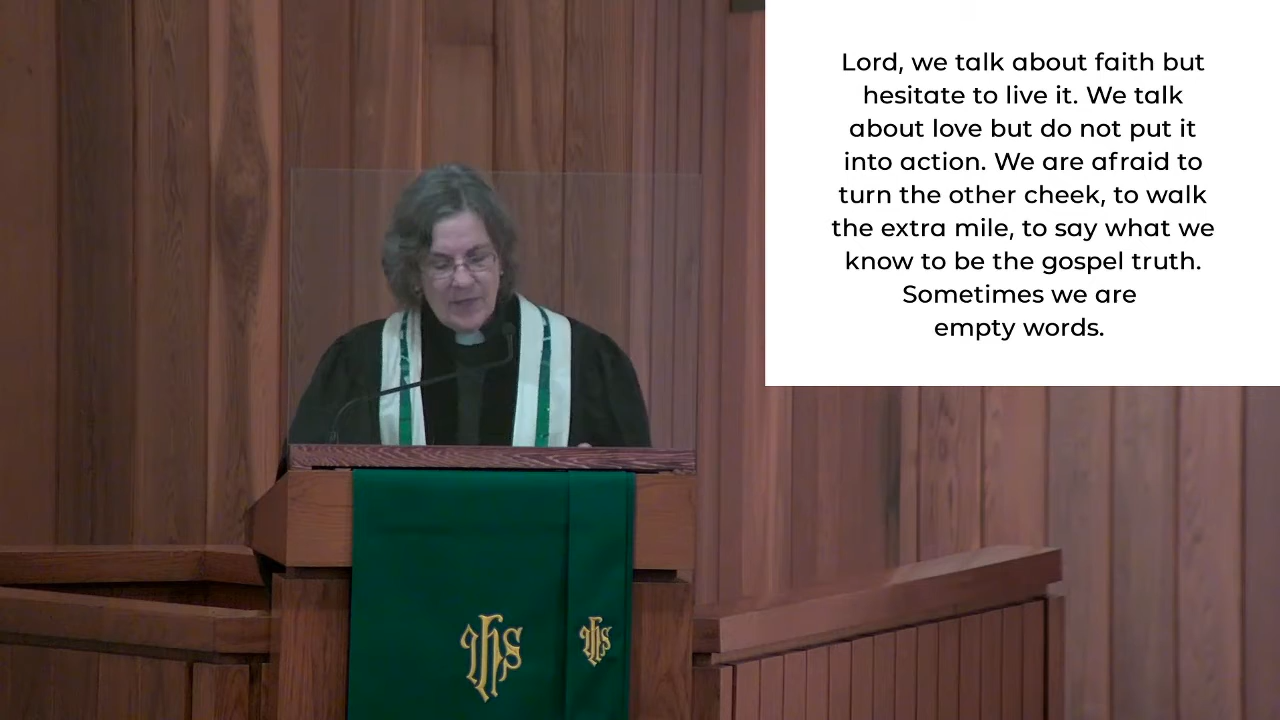 Lord, we talk about faith but
hesitate to live it. We talk
about love but do not put it
into action. We are afraid to
turn the other cheek, to walk
the extra mile, to say what we
know to be the gospel truth.
Sometimes we are
empty words.
IHS
IHS